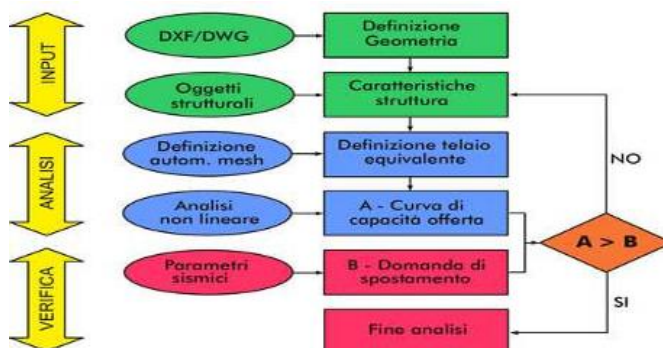 INPUT
DXF/DWG
Definizione
Geometria
Oggetti
strutturali
Caratteristiche
struttura
ANALISI
Definizione
autom. mesh
Definizione telaio
equivalente
NO
Analisi
non lineare
A - Curva di
capacità offerta
A > B
VERIFICA
Parametri
sismici
B - Domanda di
spostamento
SI
Fine analisi